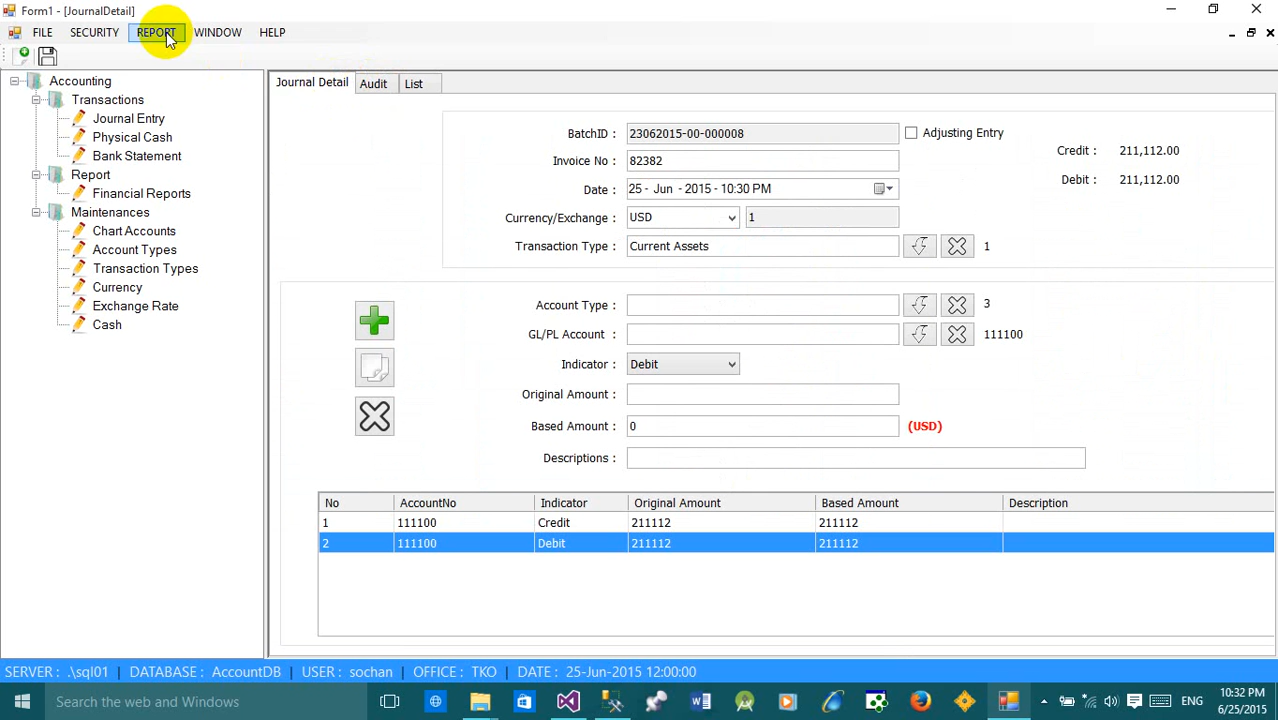 Form1 - [JournalDetail]
FILE SECURITY REPORT WINDOW HELP
Accounting
Transactions
Journal Entry
Physical Cash
Bank Statement
Report
Financial Reports
Maintenances
Chart Accounts
Account Types
Transaction Types
Currency
Exchange Rate
Cash
Journal Detail Audit List
BatchID : 23062015-00-000008 Adjusting Entry
Credit : 211,112.00
Invoice No : 82382
Debit : 211,112.00
Date : 25 - Jun - 2015 - 10:30 PM
Currency/Exchange : USD 1
Transaction Type : Current Assets 1
Account Type : 3
GL/PL Account : 111100
Indicator : Debit
Original Amount :
Based Amount : 0 (USD)
Descriptions :
No AccountNo Indicator Original Amount Based Amount Description
1 111100 Credit 211112 211112
2 111100 Debit 211112 211112
SERVER : .\sql01 | DATABASE : AccountDB | USER : sochan | OFFICE : TKO | DATE : 25-Jun-2015 12:00:00
Search the web and Windows
ENG
10:32 PM
6/25/2015